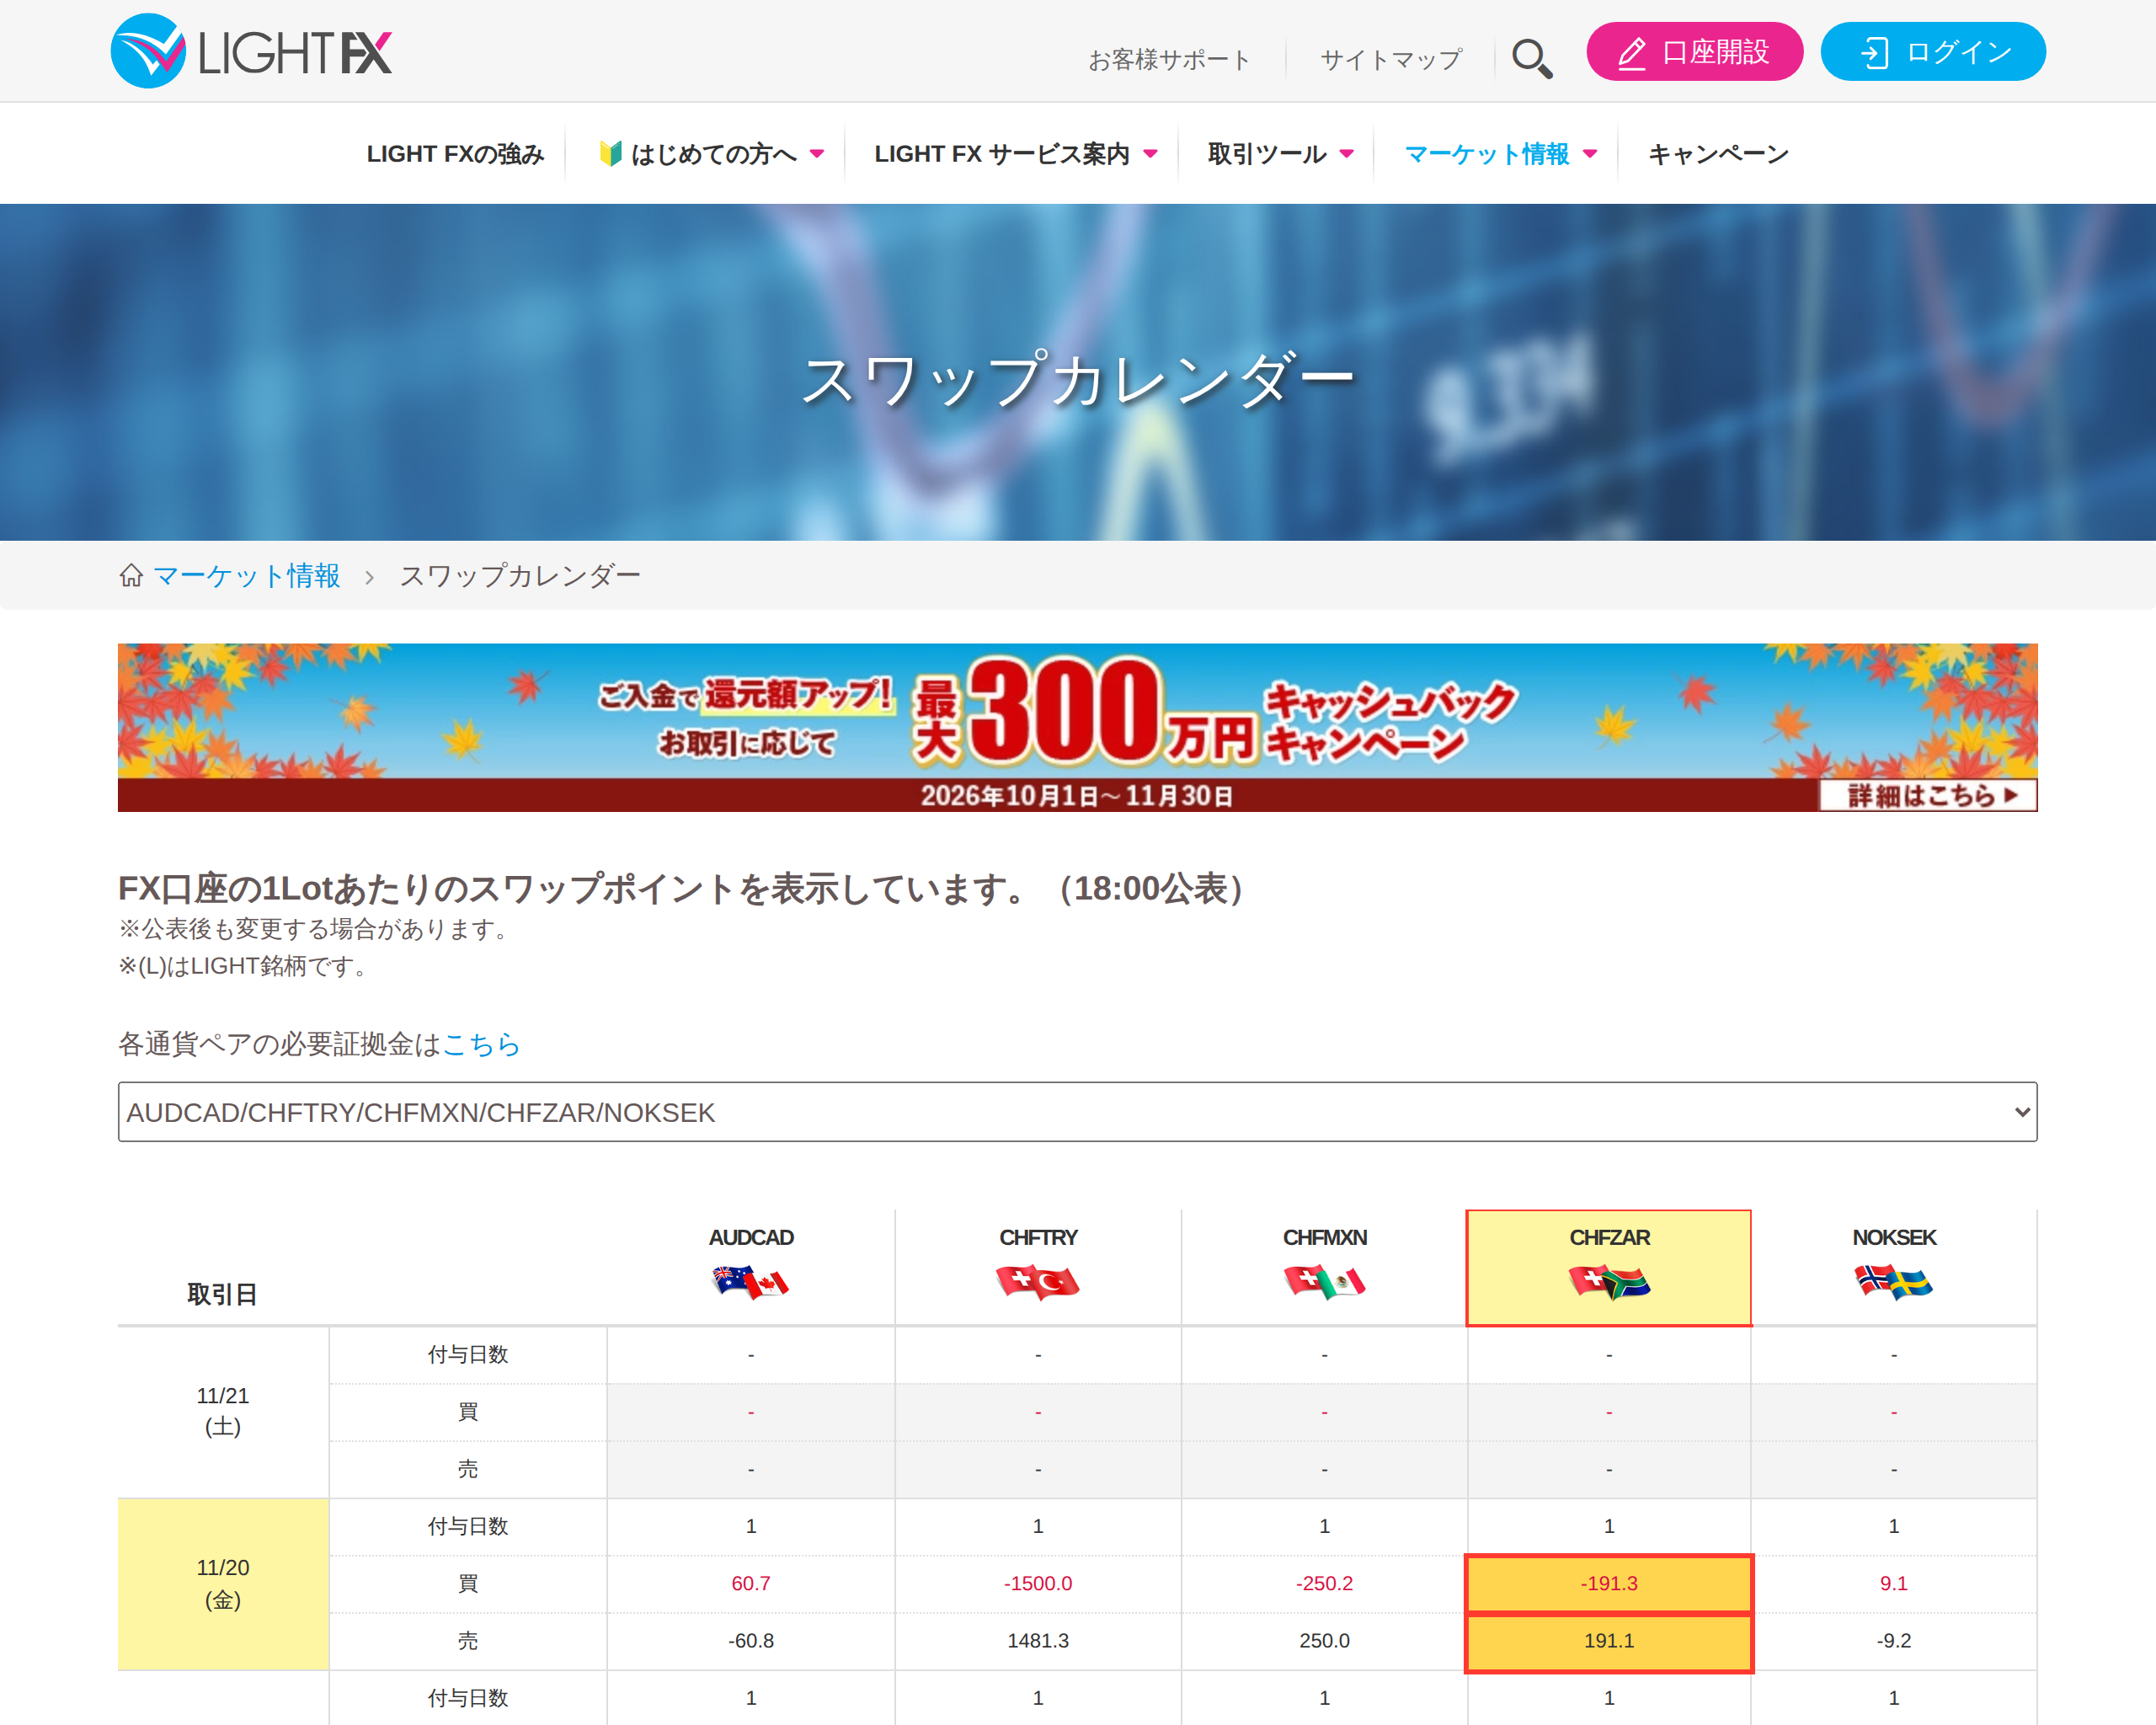 LIGHT FX
お客様サポート
サイトマップ
口座開設
ログイン
LIGHT FXの強み
はじめての方へ
LIGHT FX サービス案内
取引ツール
マーケット情報
キャンペーン
スワップカレンダー
マーケット情報 › スワップカレンダー
ご入金で還元額アップ!
お取引に応じて
最大300万円
キャッシュバック
キャンペーン
2026年10月1日～11月30日
詳細はこちら▶
FX口座の1Lotあたりのスワップポイントを表示しています。（18:00公表）
※公表後も変更する場合があります。
※(L)はLIGHT銘柄です。
各通貨ペアの必要証拠金はこちら
AUDCAD/CHFTRY/CHFMXN/CHFZAR/NOKSEK
取引日 AUDCAD CHFTRY CHFMXN CHFZAR NOKSEK
11/21
(土)
付与日数 - - - - -
買 - - - - -
売 - - - - -
11/20
(金)
付与日数 1 1 1 1 1
買 60.7 -1500.0 -250.2 -191.3 9.1
売 -60.8 1481.3 250.0 191.1 -9.2
付与日数 1 1 1 1 1